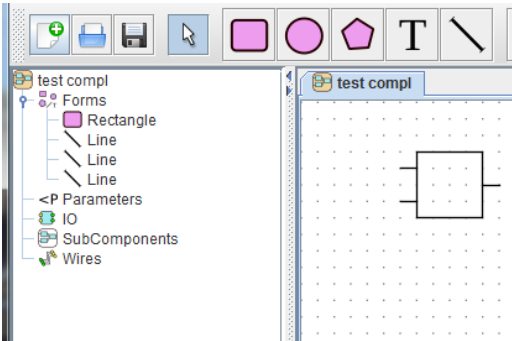 T
test compl
test compl
Forms
Rectangle
Line
Line
Line
<P Parameters
IO
SubComponents
Wires